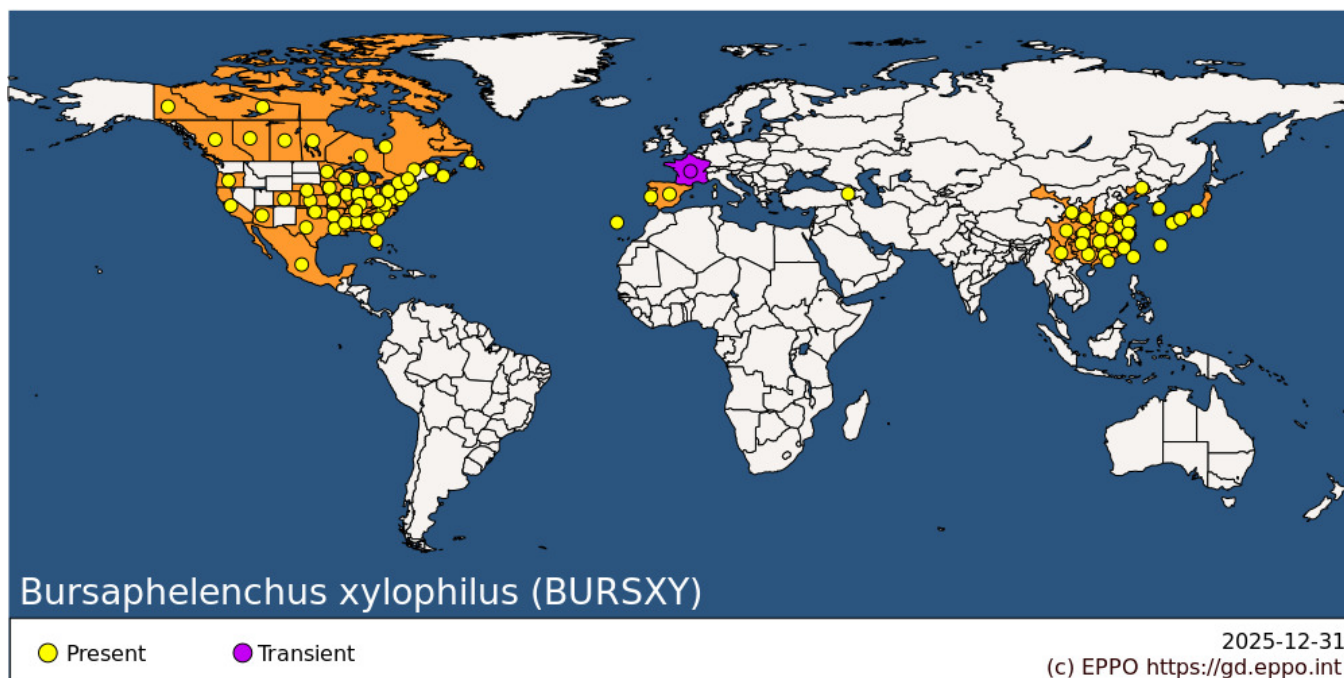 Bursaphelenchus xylophilus (BURSXY)
Present
Transient
2025-12-31
(c) EPPO https://gd.eppo.int